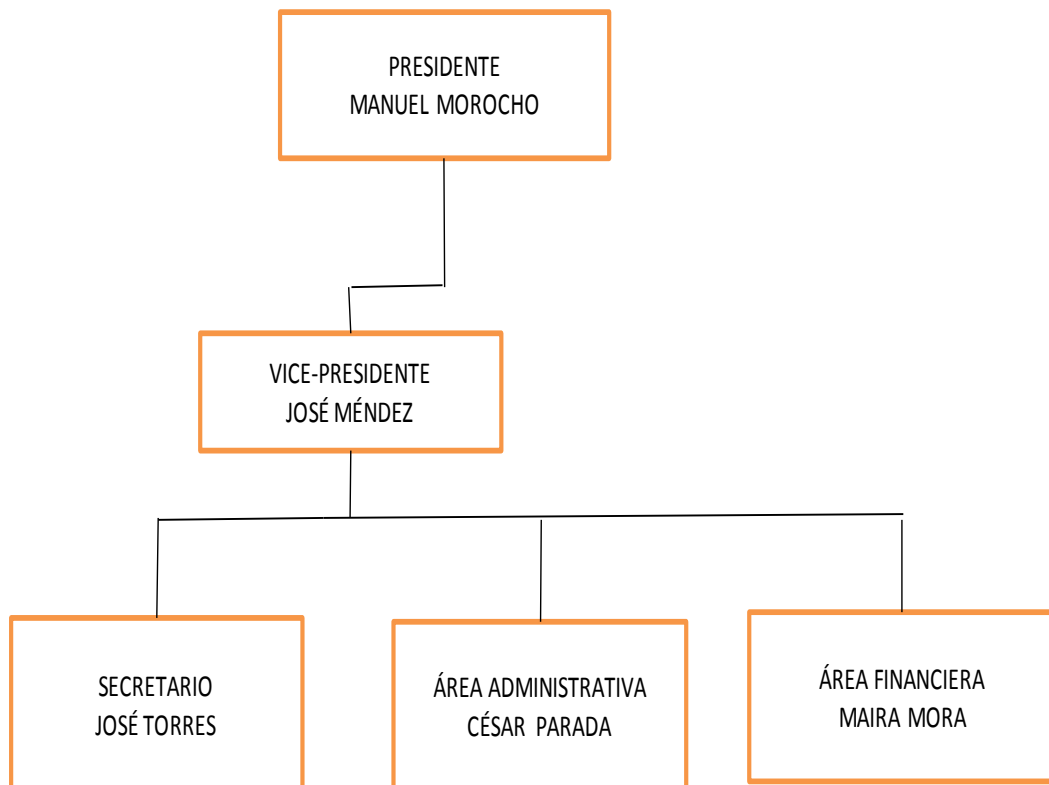 PRESIDENTE
MANUEL MOROCHO
VICE-PRESIDENTE
JOSÉ MÉNDEZ
SECRETARIO
JOSÉ TORRES
ÁREA ADMINISTRATIVA
CÉSAR PARADA
ÁREA FINANCIERA
MAIRA MORA